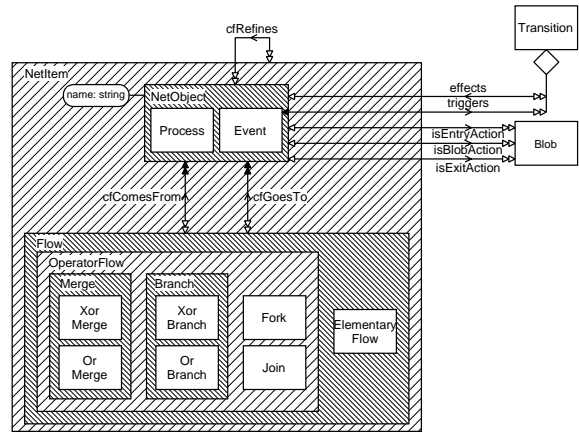 cfRefines
Transition
NetItem
name: string
NetObject
Process
Event
effects
triggers
isEntryAction
isBlobAction
isExitAction
Blob
cfComesFrom
cfGoesTo
Flow
OperatorFlow
Merge
Branch
Xor
Merge
Xor
Branch
Fork
Elementary
Flow
Or
Merge
Or
Branch
Join